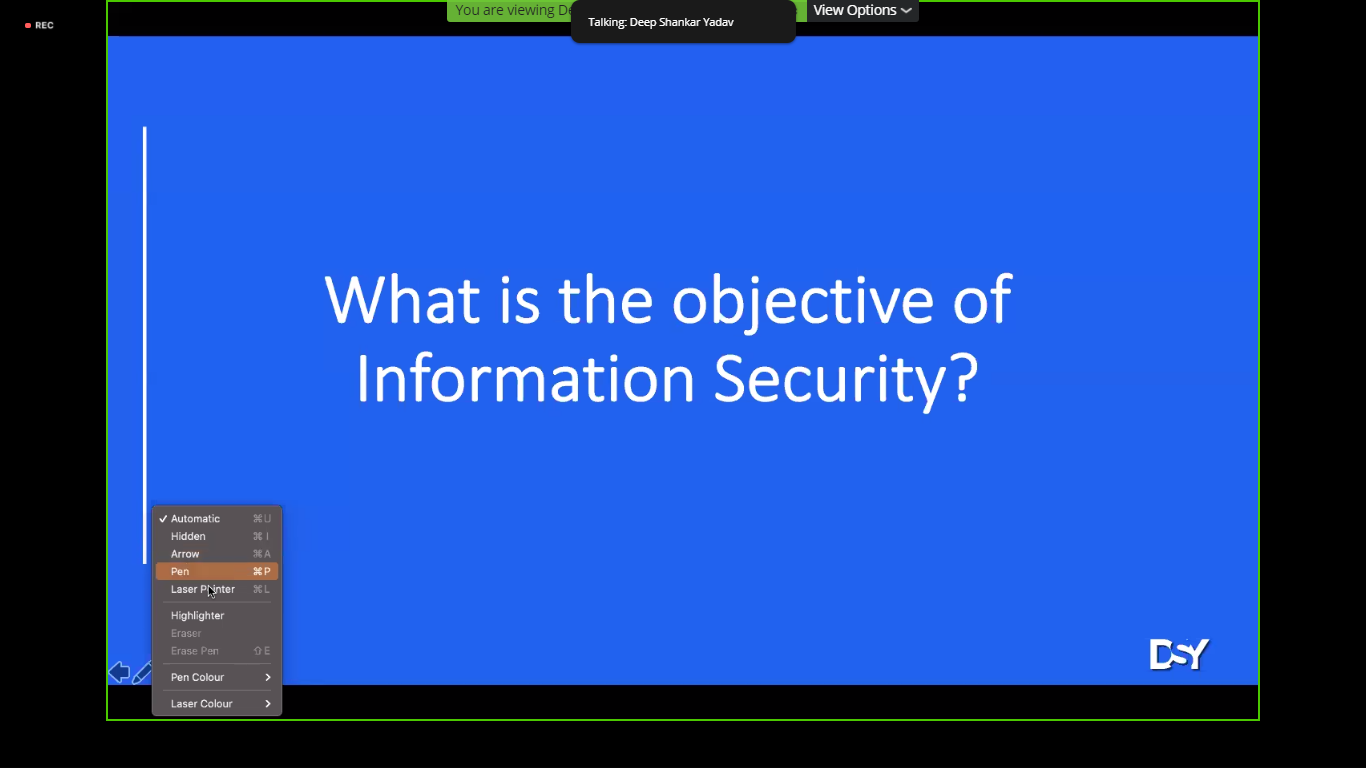 REC
You are viewing De
Talking: Deep Shankar Yadav
View Options
What is the objective of
Information Security?
✓ Automatic ⌘U
Hidden ⌘I
Arrow ⌘A
Pen ⌘P
Laser Pointer ⌘L
Highlighter
Eraser
Erase Pen ⇧E
Pen Colour >
Laser Colour >
DSY